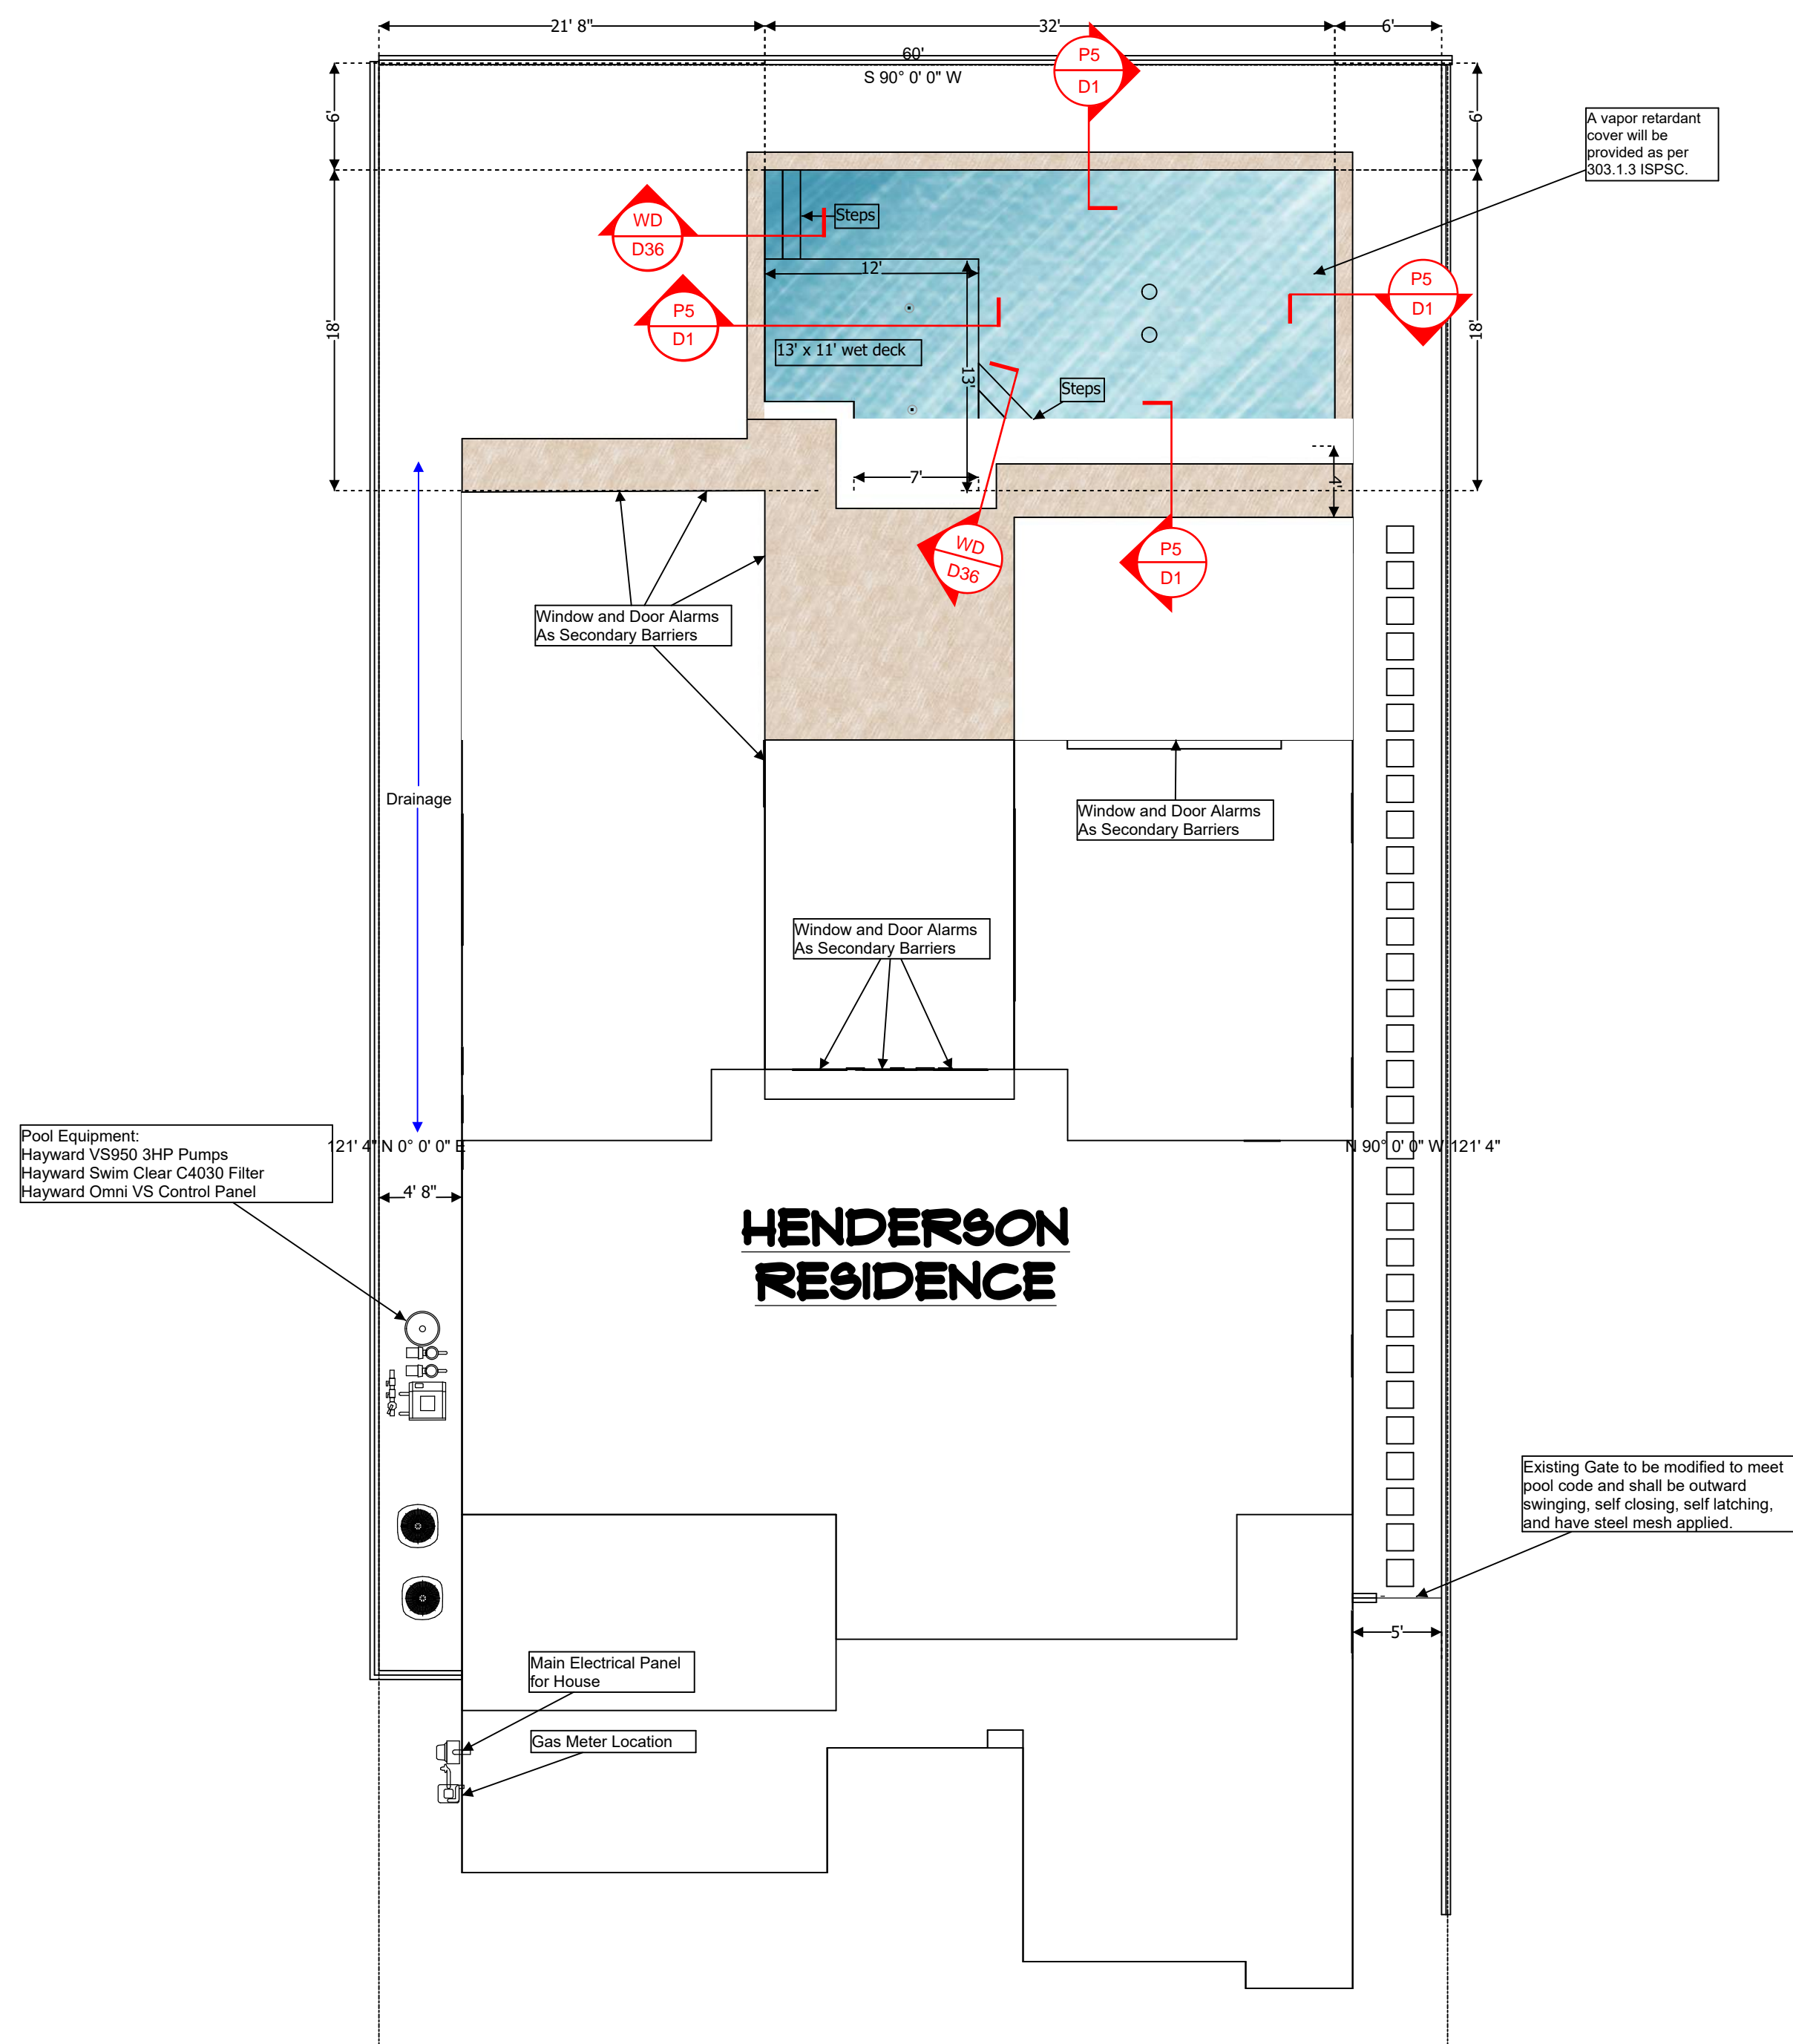 21' 8"
32'
6'
60'
S 90° 0' 0" W
P5
D1
6'
6'
A vapor retardant
cover will be
provided as per
303.1.3 ISPSC.
WD
D36
Steps
12'
P5
D1
P5
D1
18'
18'
13' x 11' wet deck
13'
Steps
7'
4'
WD
D36
P5
D1
Window and Door Alarms
As Secondary Barriers
Drainage
Window and Door Alarms
As Secondary Barriers
Window and Door Alarms
As Secondary Barriers
Pool Equipment:
Hayward VS950 3HP Pumps
Hayward Swim Clear C4030 Filter
Hayward Omni VS Control Panel
121' 4" N 0° 0' 0" E
N 90° 0' 0" W 121' 4"
4' 8"
HENDERSON
RESIDENCE
Existing Gate to be modified to meet
pool code and shall be outward
swinging, self closing, self latching,
and have steel mesh applied.
5'
Main Electrical Panel
for House
Gas Meter Location